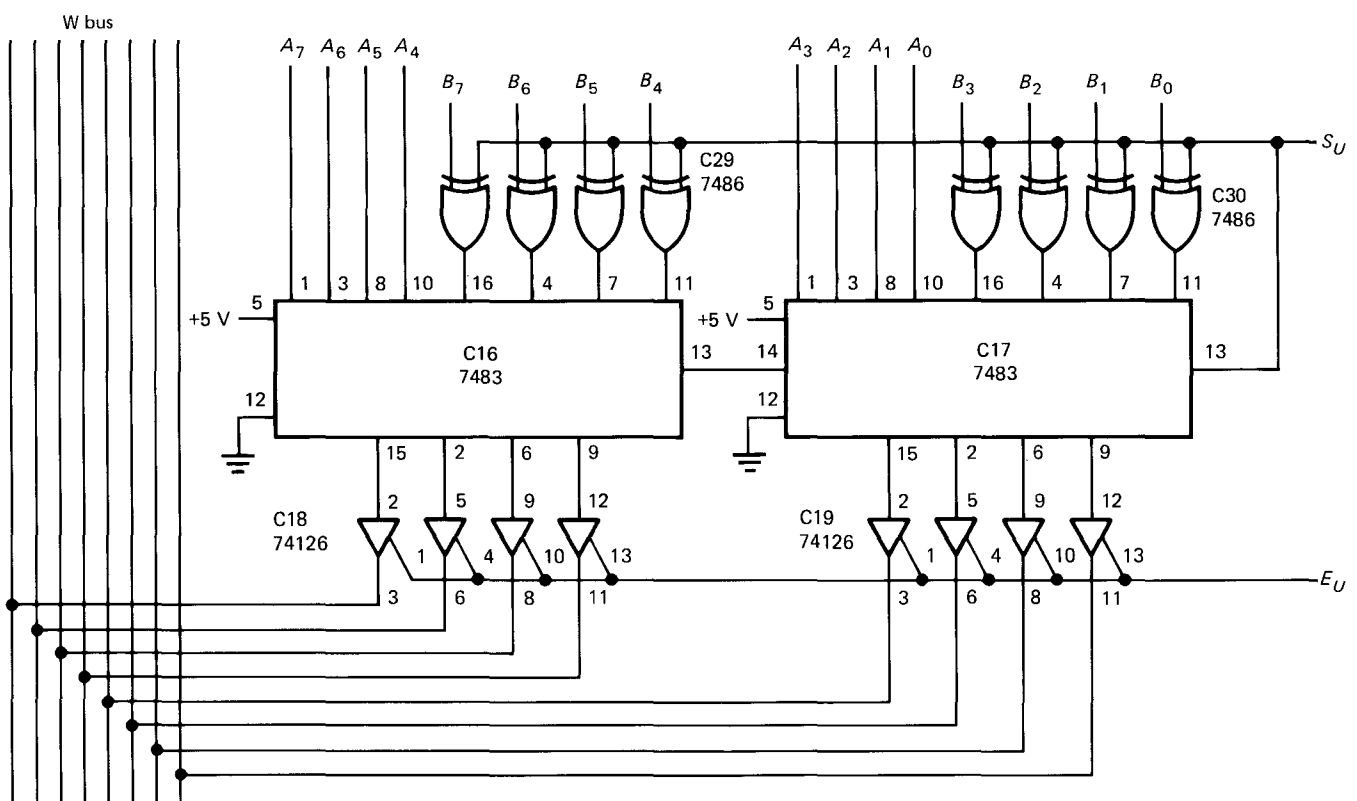 W bus
A7 A6 A5 A4 A3 A2 A1 A0
B7 B6 B5 B4 B3 B2 B1 B0
SU
C29
7486
C30
7486
1 3 8 10 16 4 7 11 1 3 8 10 16 4 7 11
+5 V 5 +5 V 5
C16
7483
13 14
C17
7483
13
12 12
15 2 6 9 15 2 6 9
2 5 9 12 2 5 9 12
C18
74126
C19
74126
1 4 10 13 1 4 10 13
EU
3 6 8 11 3 6 8 11